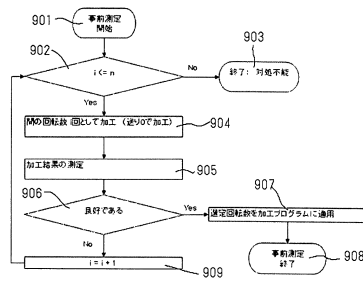 901
事前測定
開始
902
i <= n
No
903
終了: 対処不能
Yes
間の回転数 i回として加工 (送り0で加工)
904
加工結果の測定
905
906
良好である
Yes
907
選定回転数を加工プログラムに適用
No
事前測定
終了
908
i = i + 1
909